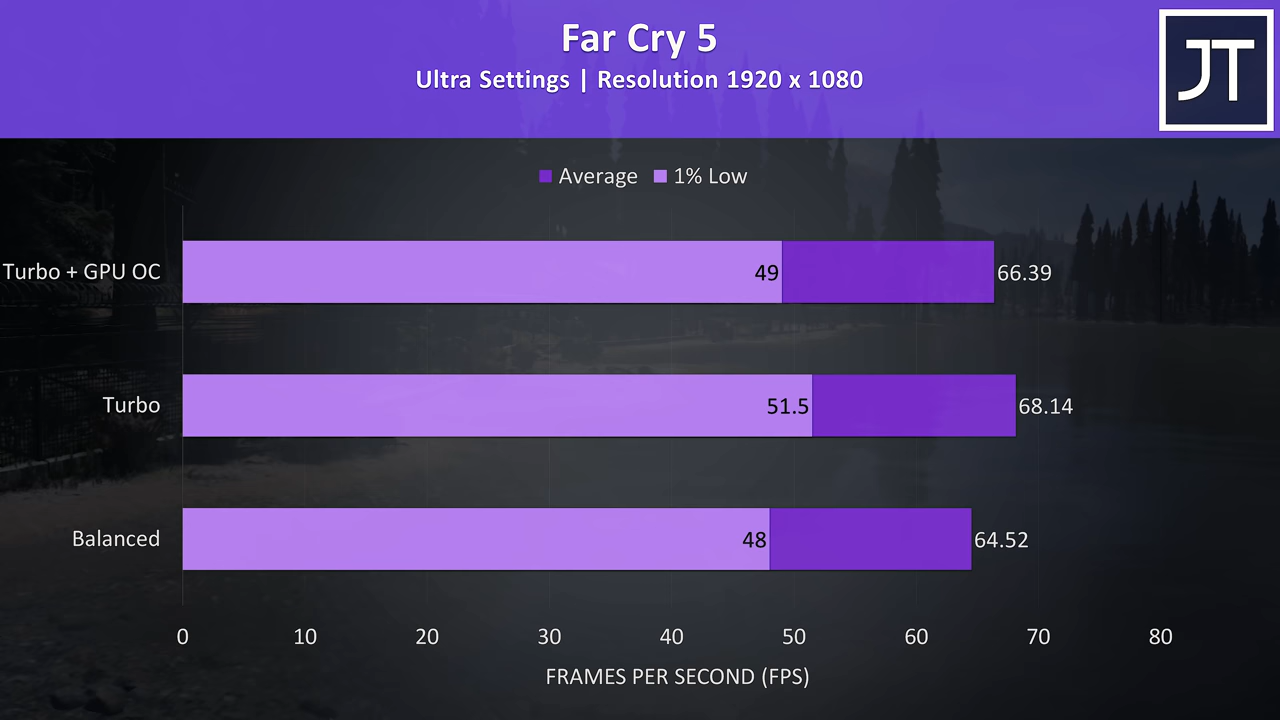 Far Cry 5
Ultra Settings | Resolution 1920 x 1080
JT
Average 1% Low
Turbo + GPU OC 49 66.39
Turbo 51.5 68.14
Balanced 48 64.52
0 10 20 30 40 50 60 70 80
FRAMES PER SECOND (FPS)